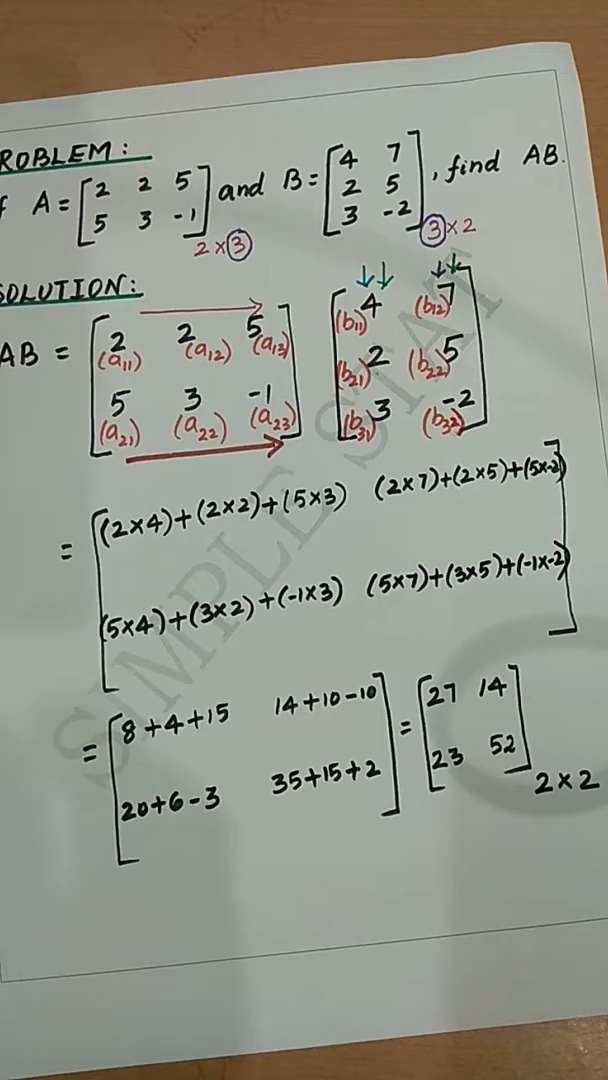 ROBLEM:
f A = [2 2 5 and B = [4 7 , find AB.
5 3 -1] 2 5
2 × 3 3 -2] 3 × 2
SOLUTION:
AB = [2 2 5 4 7
(a11) (a12) (a13) (b11) (b12)
2 5
(b21) (b22)
5 3 -1 3 -2
(a21) (a22) (a23)] (b31) (b32)]
= [(2×4)+(2×2)+(5×3) (2×7)+(2×5)+(5×-2)
(5×4)+(3×2)+(-1×3) (5×7)+(3×5)+(-1×-2)]
= [8+4+15 14+10-10 = [27 14
20+6-3 35+15+2] 23 52] 2×2
SIMPLE STAT